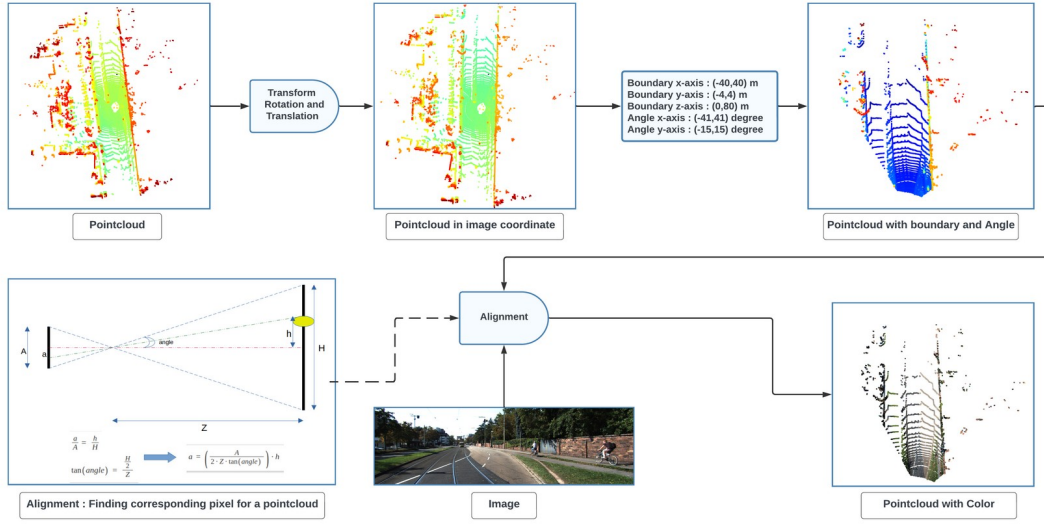 Transform
Rotation and
Translation
Boundary x-axis : (-40,40) m
Boundary y-axis : (-4,4) m
Boundary z-axis : (0,80) m
Angle x-axis : (-41,41) degree
Angle y-axis : (-15,15) degree
Pointcloud
Pointcloud in image coordinate
Pointcloud with boundary and Angle
A
a
angle
h
H
Z
a/A = h/H
tan(angle) = (H/2)/Z
a = (A/(2 · Z · tan(angle))) · h
Alignment
Alignment : Finding corresponding pixel for a pointcloud
Image
Pointcloud with Color